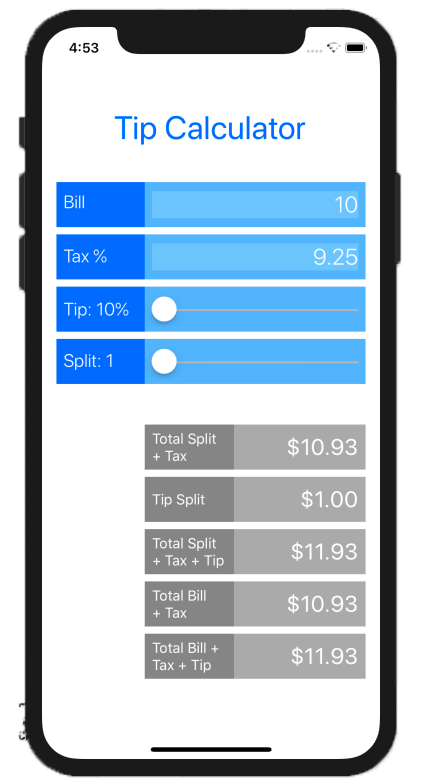 4:53
Tip Calculator
Bill
10
Tax %
9.25
Tip: 10%
Split: 1
Total Split
+ Tax
$10.93
Tip Split
$1.00
Total Split
+ Tax + Tip
$11.93
Total Bill
+ Tax
$10.93
Total Bill +
Tax + Tip
$11.93